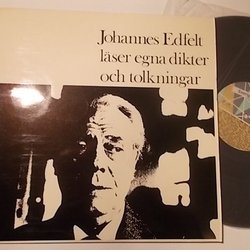 Johannes Edfelt
läser egna dikter
och tolkningar